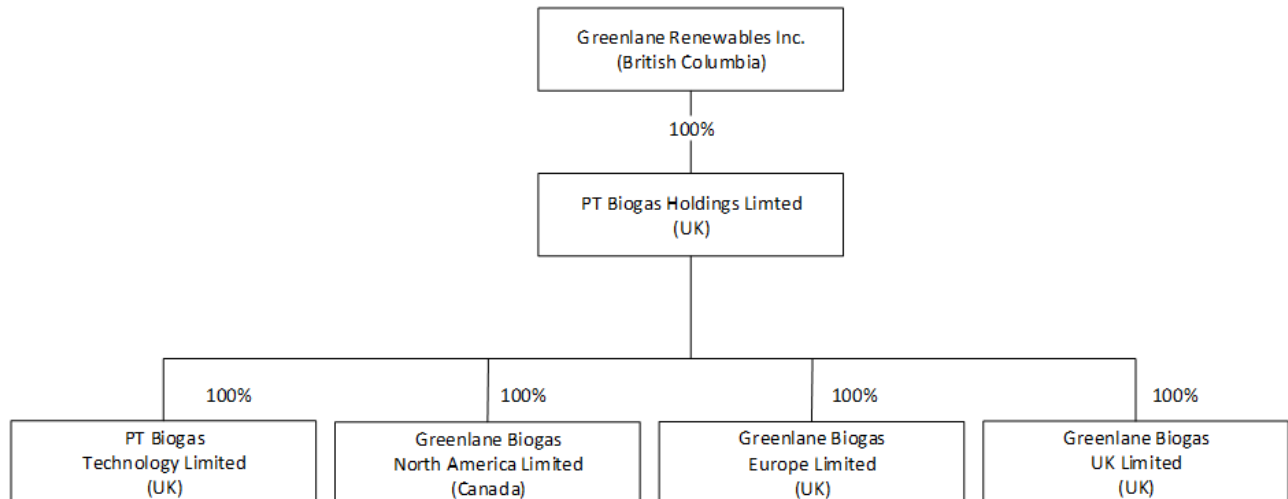 Greenlane Renewables Inc.
(British Columbia)
100%
PT Biogas Holdings Limted
(UK)
100%
100%
100%
100%
PT Biogas
Technology Limited
(UK)
Greenlane Biogas
North America Limited
(Canada)
Greenlane Biogas
Europe Limited
(UK)
Greenlane Biogas
UK Limited
(UK)